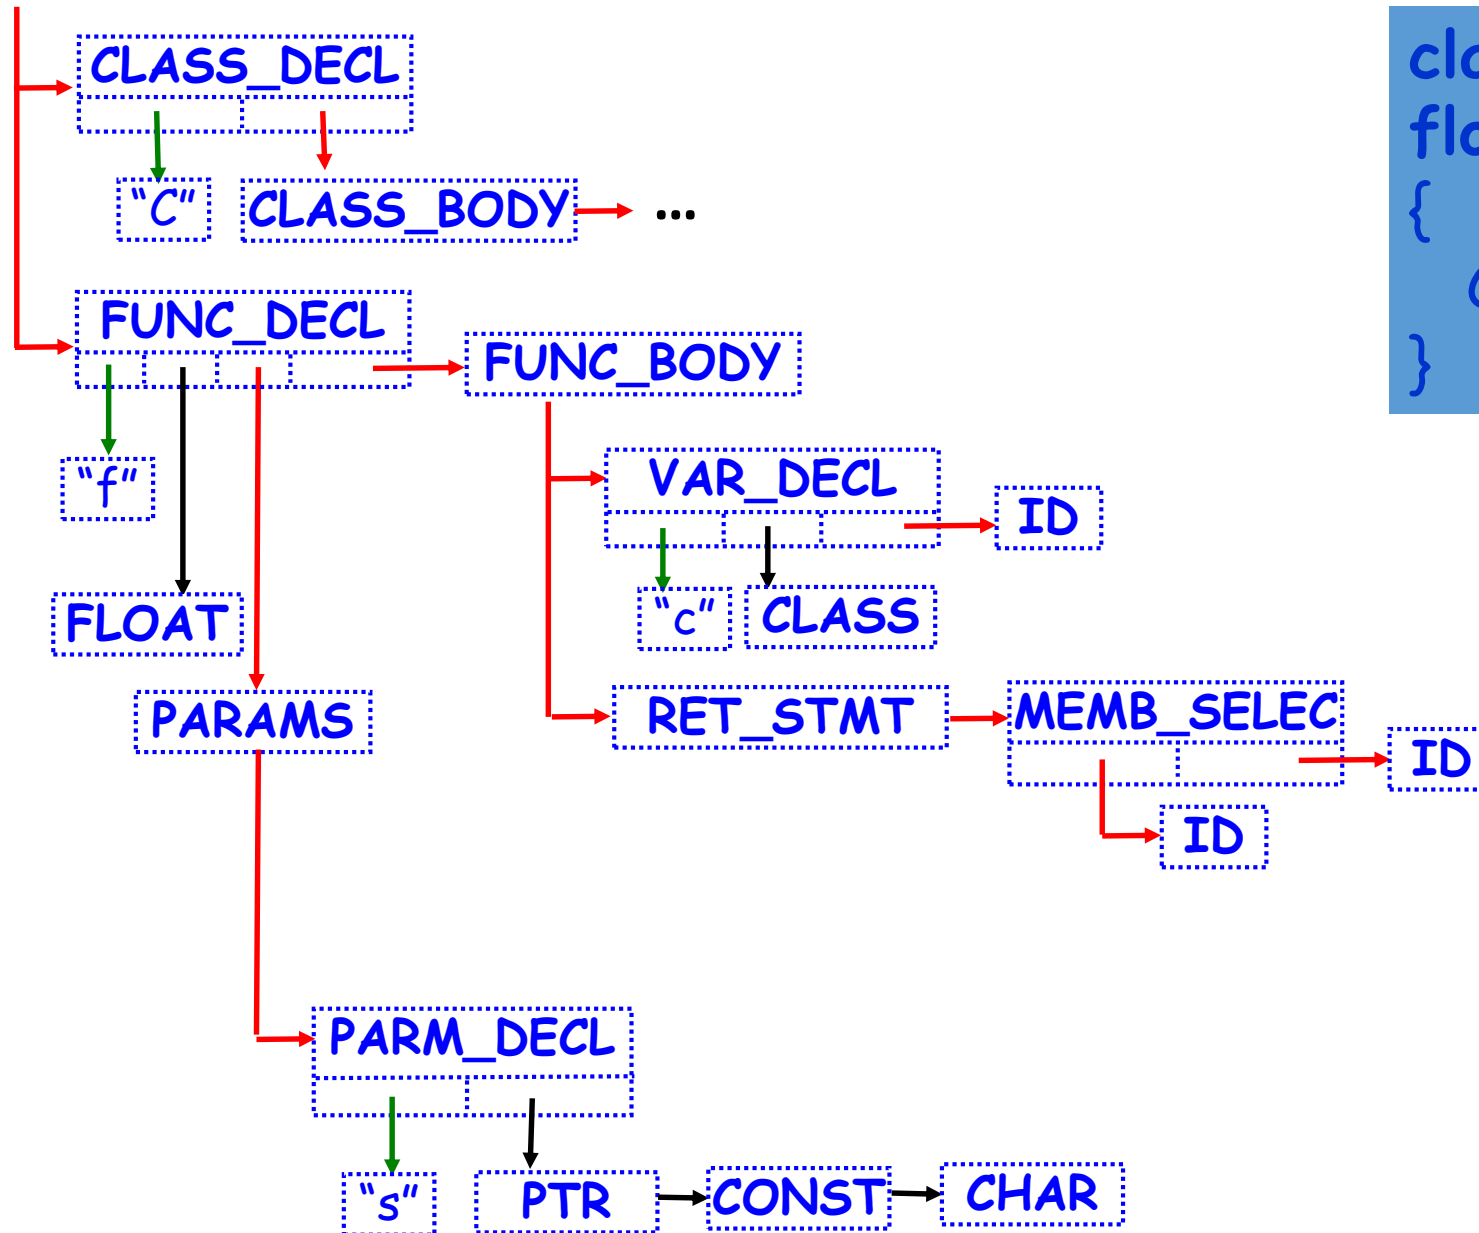 CLASS_DECL
"C"
CLASS_BODY
...
FUNC_DECL
FUNC_BODY
"f"
VAR_DECL
ID
FLOAT
"c"
CLASS
PARAMS
RET_STMT
MEMB_SELEC
ID
ID
PARM_DECL
"s"
PTR
CONST
CHAR
{
}